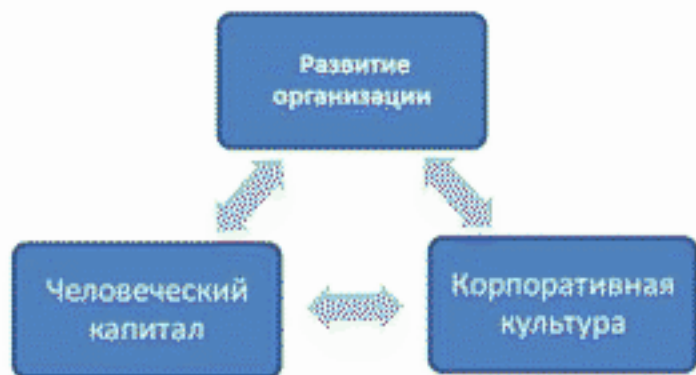 Развитие
организации
Человеческий
капитал
Корпоративная
культура